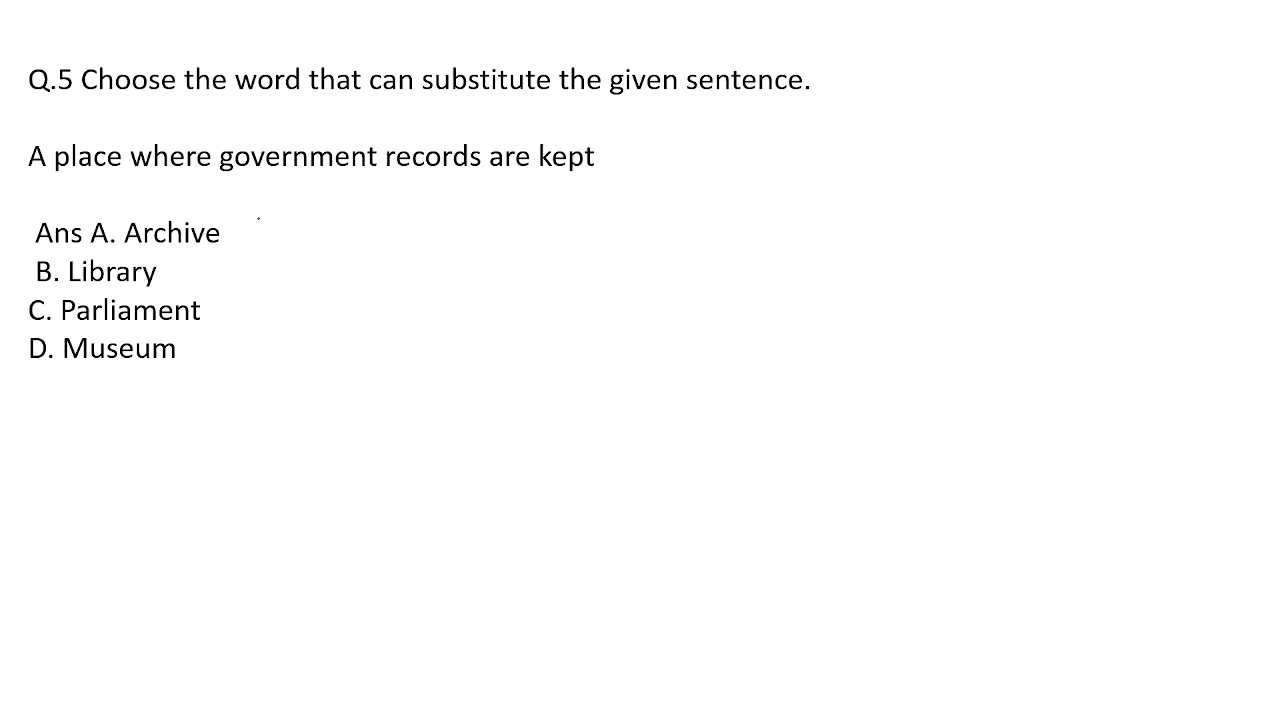 Q.5 Choose the word that can substitute the given sentence.
A place where government records are kept
Ans A. Archive
B. Library
C. Parliament
D. Museum